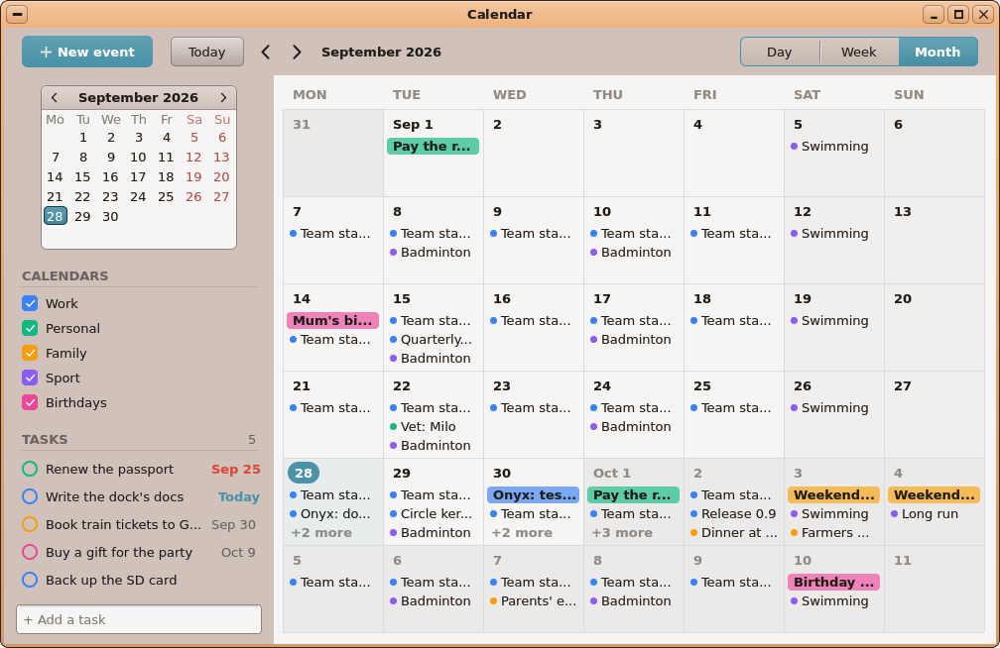 Calendar
+ New event
Today
September 2026
Day
Week
Month
September 2026
Mo Tu We Th Fr Sa Su
1 2 3 4 5 6
7 8 9 10 11 12 13
14 15 16 17 18 19 20
21 22 23 24 25 26 27
28 29 30
CALENDARS
Work
Personal
Family
Sport
Birthdays
TASKS 5
Renew the passport Sep 25
Write the dock's docs Today
Book train tickets to G... Sep 30
Buy a gift for the party Oct 9
Back up the SD card
+ Add a task
MON TUE WED THU FRI SAT SUN
31 Sep 1 2 3 4 5 6
Pay the r... Swimming
7 8 9 10 11 12 13
Team sta... Team sta... Team sta... Team sta... Team sta... Swimming
Badminton Badminton
14 15 16 17 18 19 20
Mum's bi... Team sta... Team sta... Team sta... Team sta... Swimming
Team sta... Quarterly... Badminton
Badminton
21 22 23 24 25 26 27
Team sta... Team sta... Team sta... Team sta... Team sta... Swimming
Vet: Milo Badminton
Badminton
28 29 30 Oct 1 2 3 4
Team sta... Team sta... Onyx: tes... Pay the r... Team sta... Weekend... Weekend...
Onyx: do... Circle ker... Team sta... Team sta... Release 0.9 Swimming Long run
+2 more Badminton +2 more +3 more Dinner at ... Farmers ...
5 6 7 8 9 10 11
Team sta... Team sta... Team sta... Team sta... Team sta... Birthday ...
Badminton Parents' e... Badminton Swimming